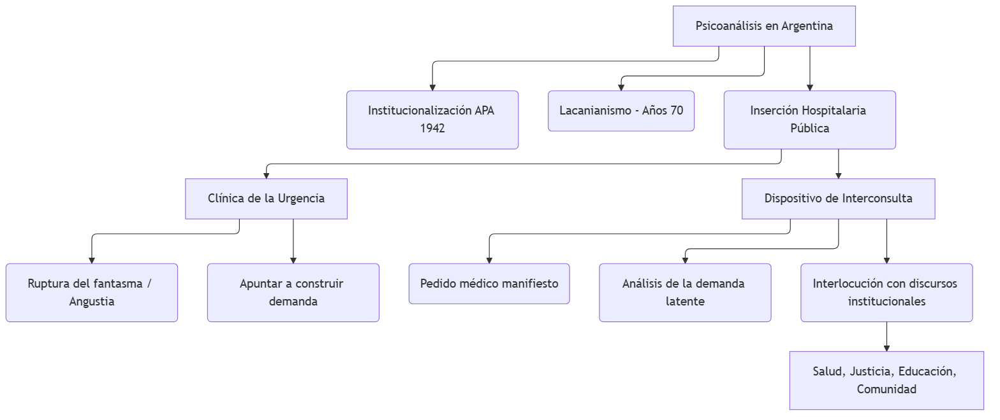 Psicoanálisis en Argentina
Institucionalización APA
1942
Lacanianismo - Años 70
Inserción Hospitalaria
Pública
Clínica de la Urgencia
Dispositivo de Interconsulta
Ruptura del fantasma /
Angustia
Apuntar a construir
demanda
Pedido médico manifiesto
Análisis de la demanda
latente
Interlocución con discursos
institucionales
Salud, Justicia, Educación,
Comunidad